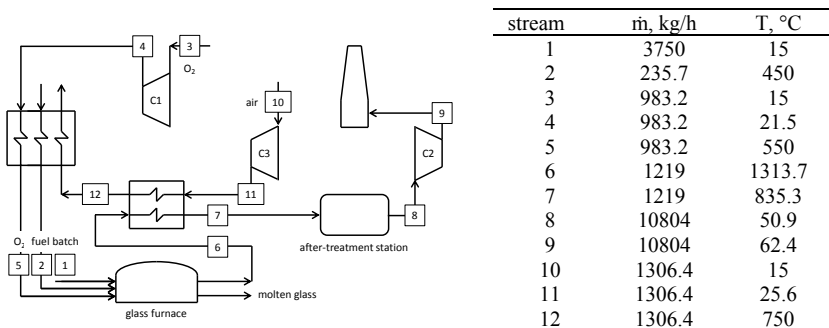 4
3
O2
C1
air
10
C3
9
C2
12
11
7
8
6
after-treatment station
O2 fuel batch
5 2 1
molten glass
glass furnace
stream ṁ, kg/h T, °C
1 3750 15
2 235.7 450
3 983.2 15
4 983.2 21.5
5 983.2 550
6 1219 1313.7
7 1219 835.3
8 10804 50.9
9 10804 62.4
10 1306.4 15
11 1306.4 25.6
12 1306.4 750